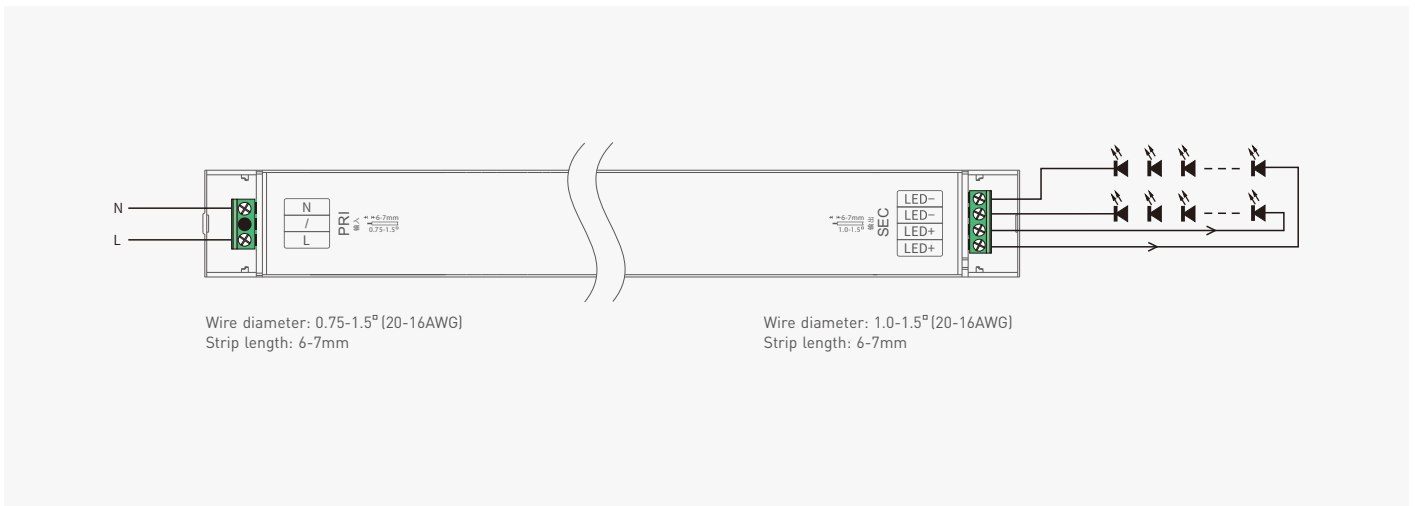 N
L
N
/
L
PRI
输入
6-7mm
0.75-1.5□
6-7mm
1.0-1.5□
输出
SEC
LED-
LED-
LED+
LED+
Wire diameter: 0.75-1.5□(20-16AWG)
Strip length: 6-7mm
Wire diameter: 1.0-1.5□(20-16AWG)
Strip length: 6-7mm